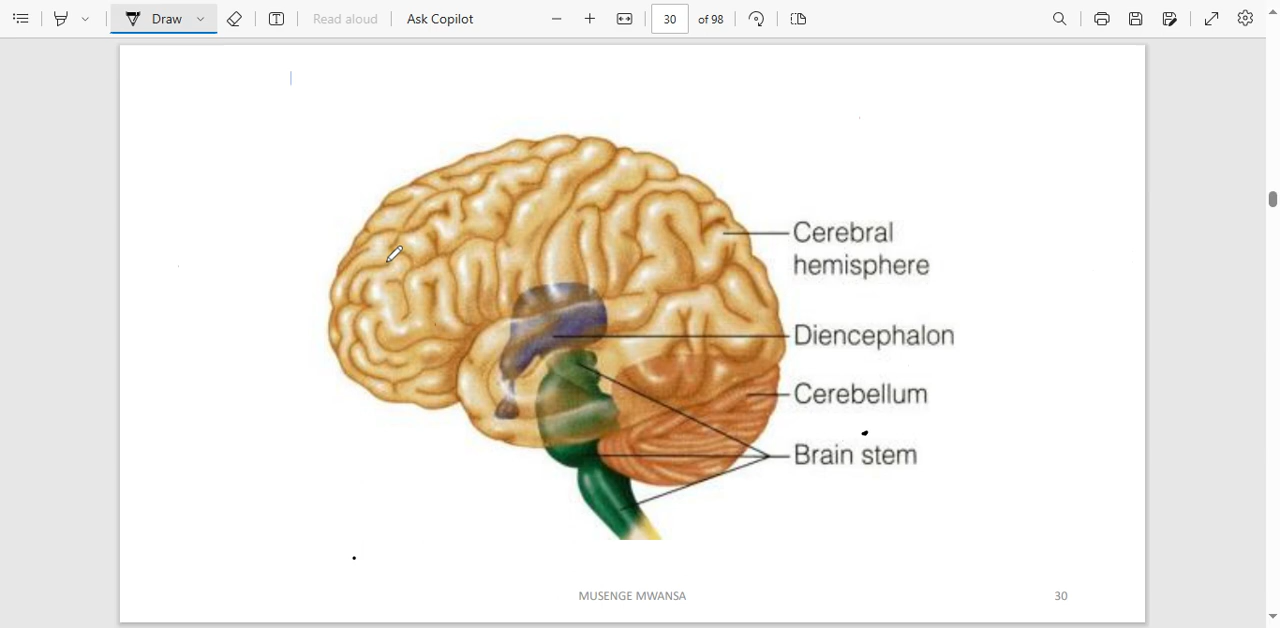 Draw
Read aloud
Ask Copilot
30
of 98
Cerebral
hemisphere
Diencephalon
Cerebellum
Brain stem
MUSENGE MWANSA
30